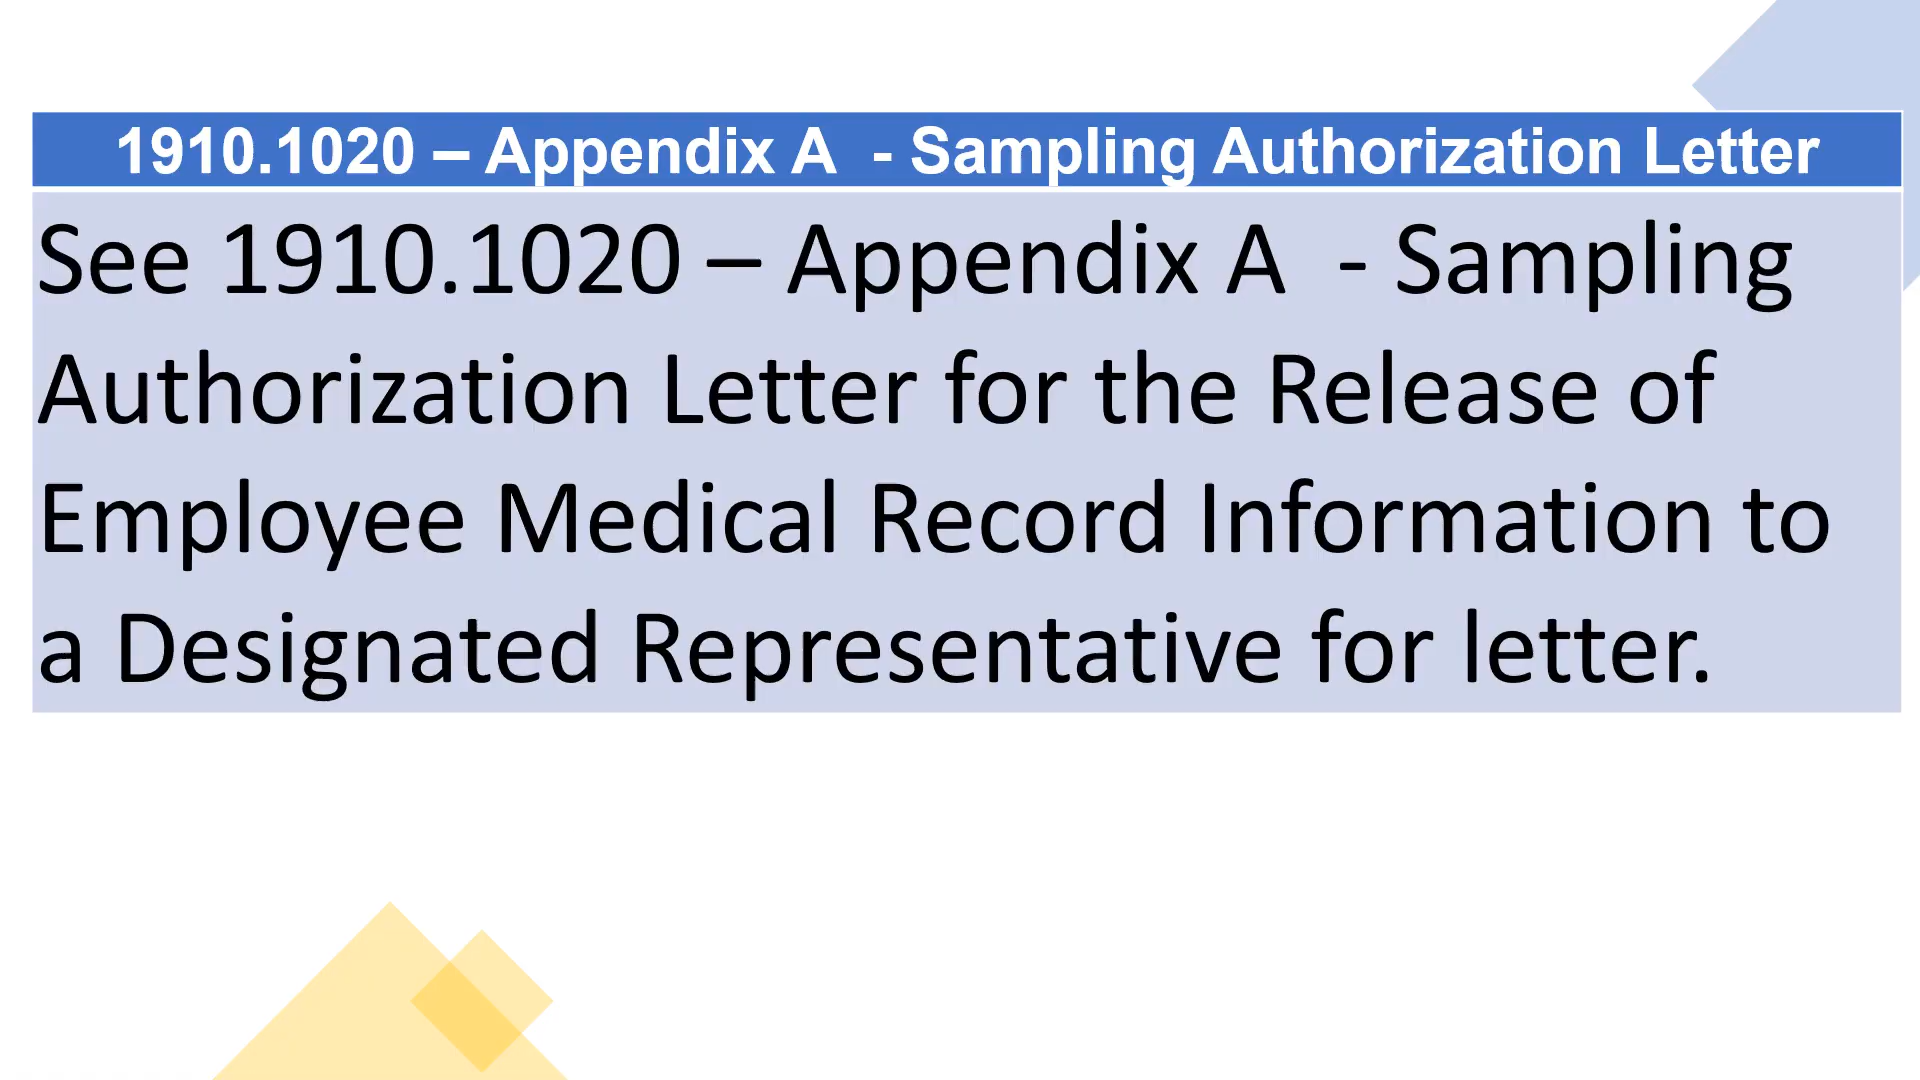 1910.1020 – Appendix A  - Sampling Authorization Letter
See 1910.1020 – Appendix A  - Sampling
Authorization Letter for the Release of
Employee Medical Record Information to
a Designated Representative for letter.